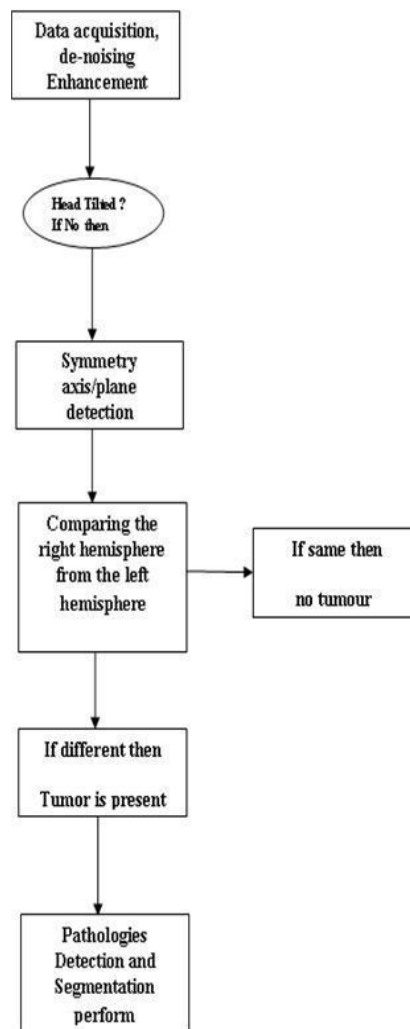 Data acquisition,
de-noising
Enhancement
Head Tilted ?
If No then
Symmetry
axis/plane
detection
Comparing the
right hemisphere
from the left
hemisphere
If same then
no tumour
If different then
Tumor is present
Pathologies
Detection and
Segmentation
perform